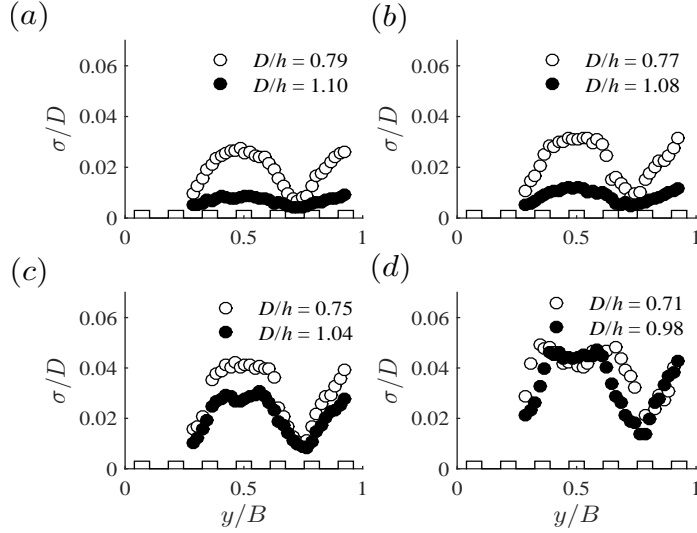 (a)
0.06
0.04
0.02
0
σ/D
D/h = 0.79
D/h = 1.10
0
0.5
1
(b)
0.06
0.04
0.02
0
σ/D
D/h = 0.77
D/h = 1.08
0
0.5
1
(c)
0.06
0.04
0.02
0
σ/D
D/h = 0.75
D/h = 1.04
0
0.5
1
y/B
(d)
0.06
0.04
0.02
0
σ/D
D/h = 0.71
D/h = 0.98
0
0.5
1
y/B